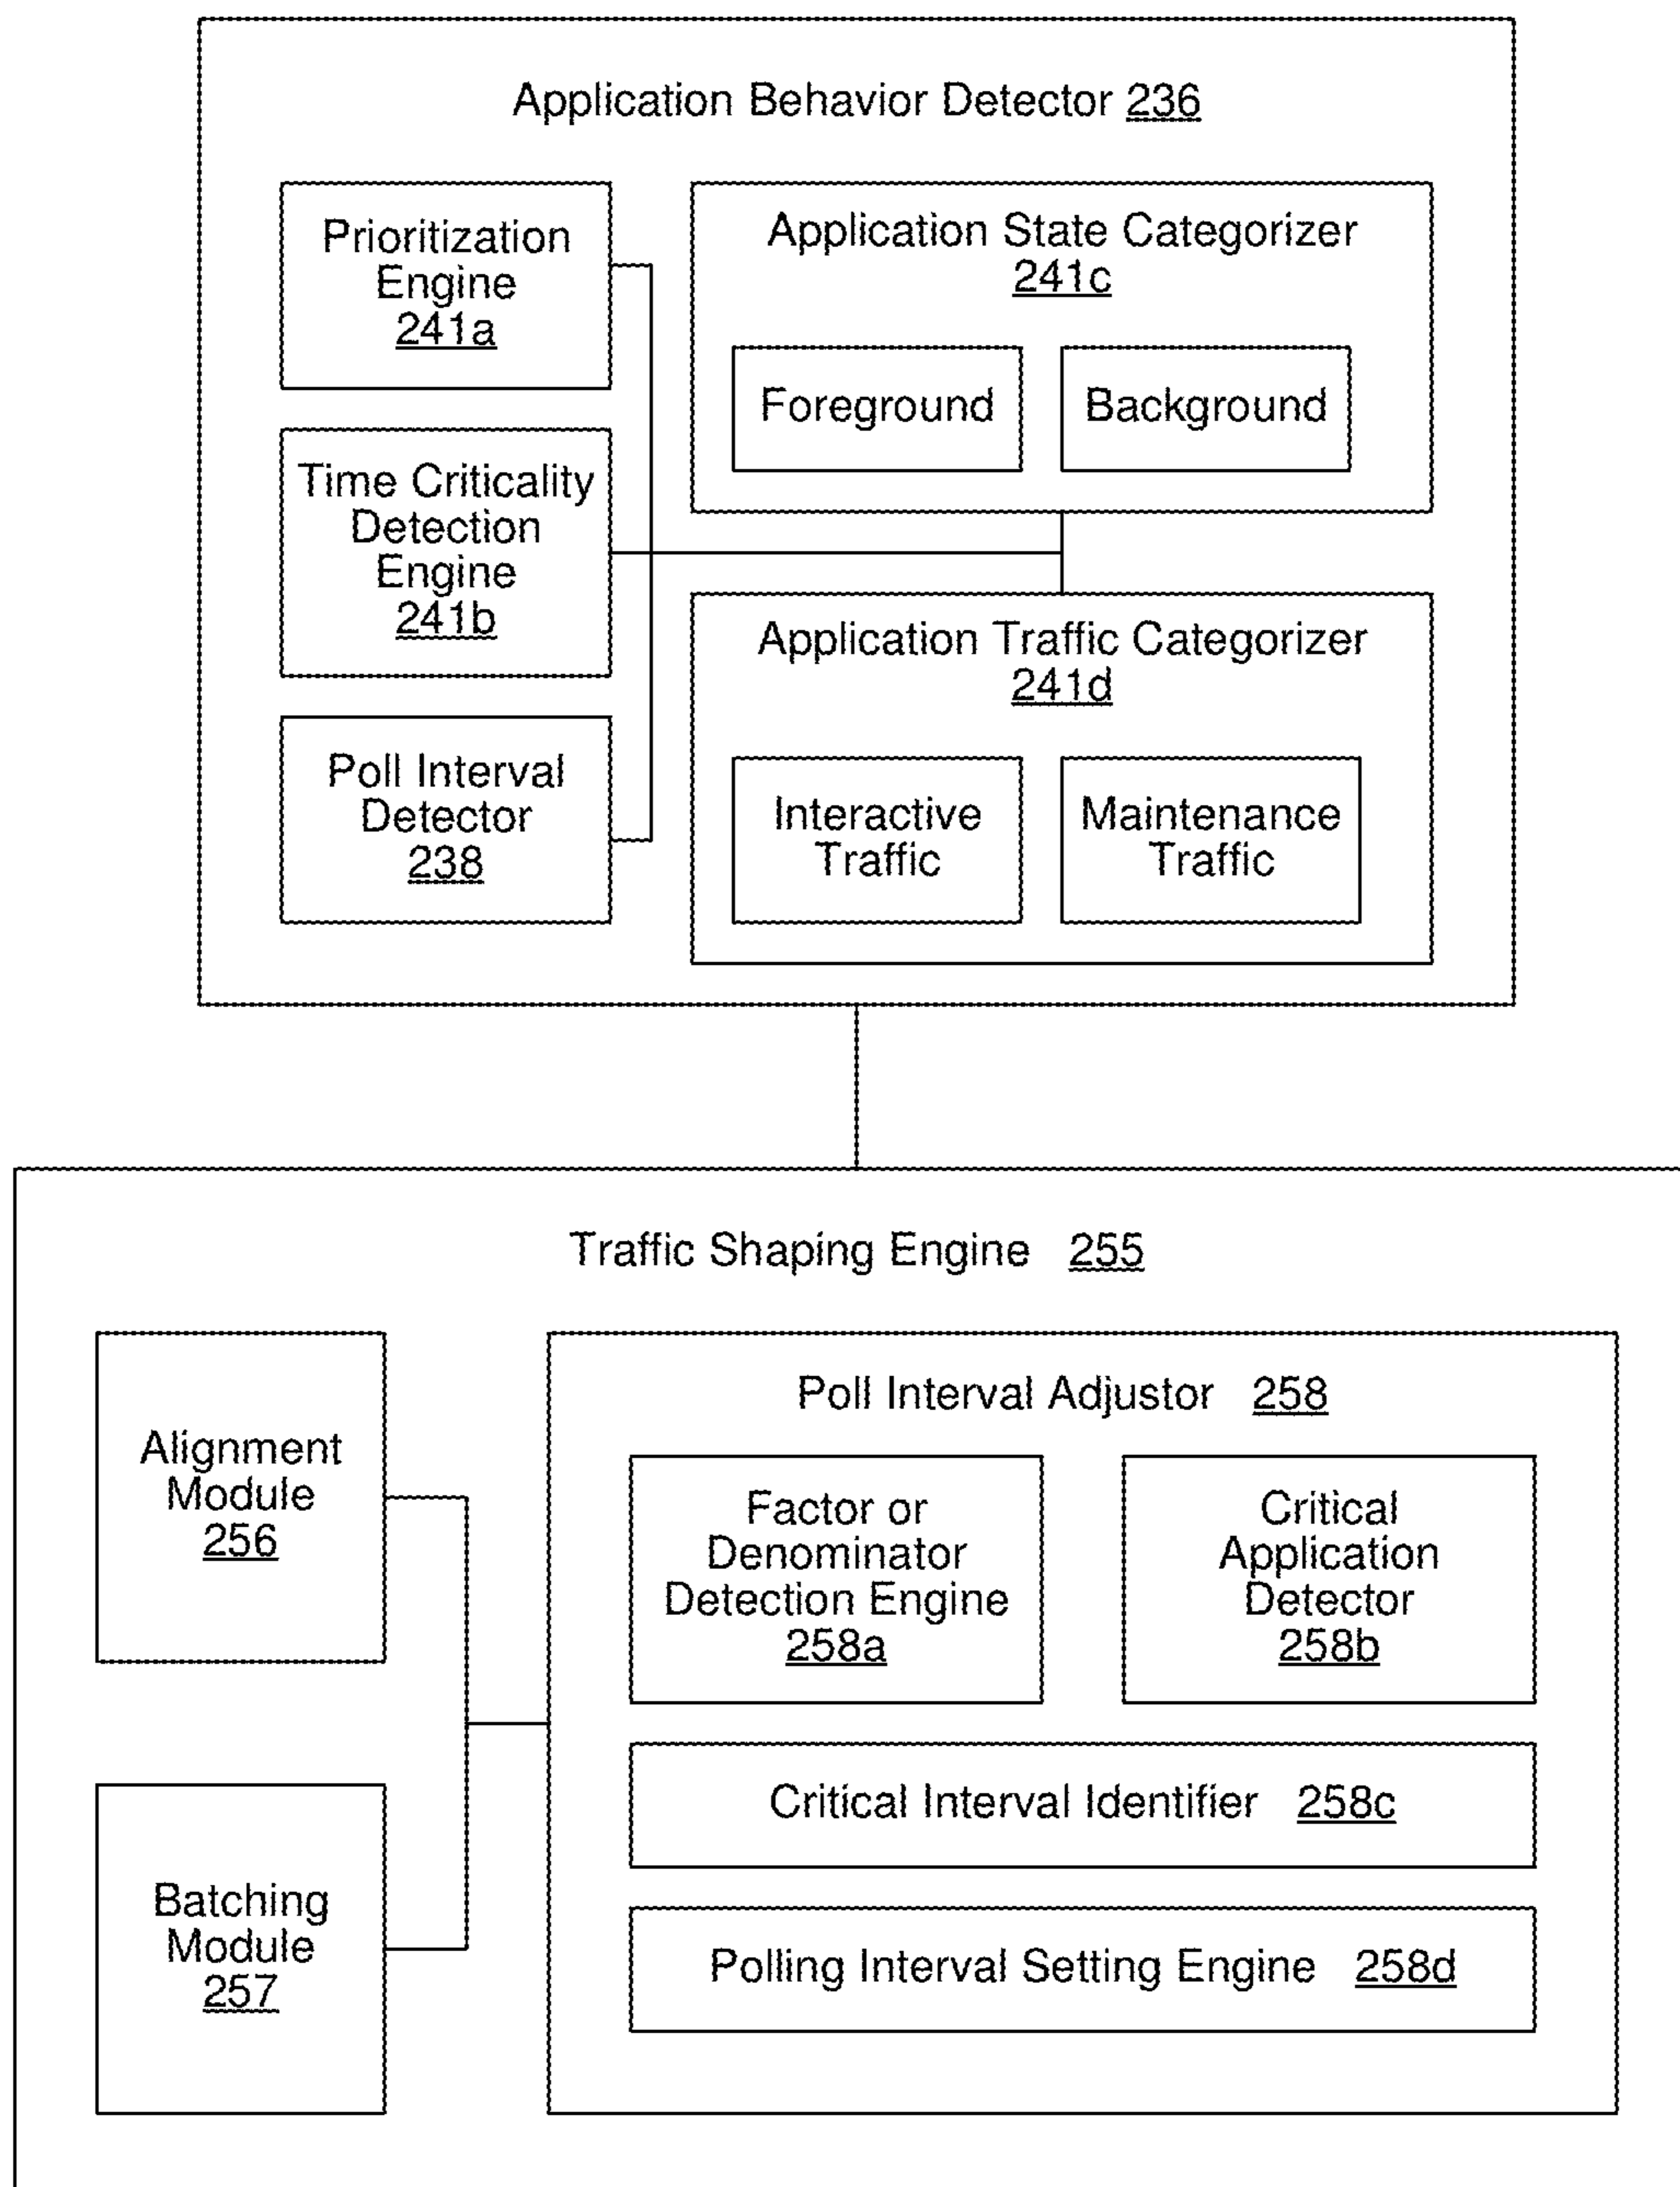 Application Behavior Detector 236
Prioritization
Engine
241a
Time Criticality
Detection
Engine
241b
Poll Interval
Detector
238
Application State Categorizer
241c
Foreground
Background
Application Traffic Categorizer
241d
Interactive
Traffic
Maintenance
Traffic
Traffic Shaping Engine 255
Alignment
Module
256
Batching
Module
257
Poll Interval Adjustor 258
Factor or
Denominator
Detection Engine
258a
Critical
Application
Detector
258b
Critical Interval Identifier 258c
Polling Interval Setting Engine 258d